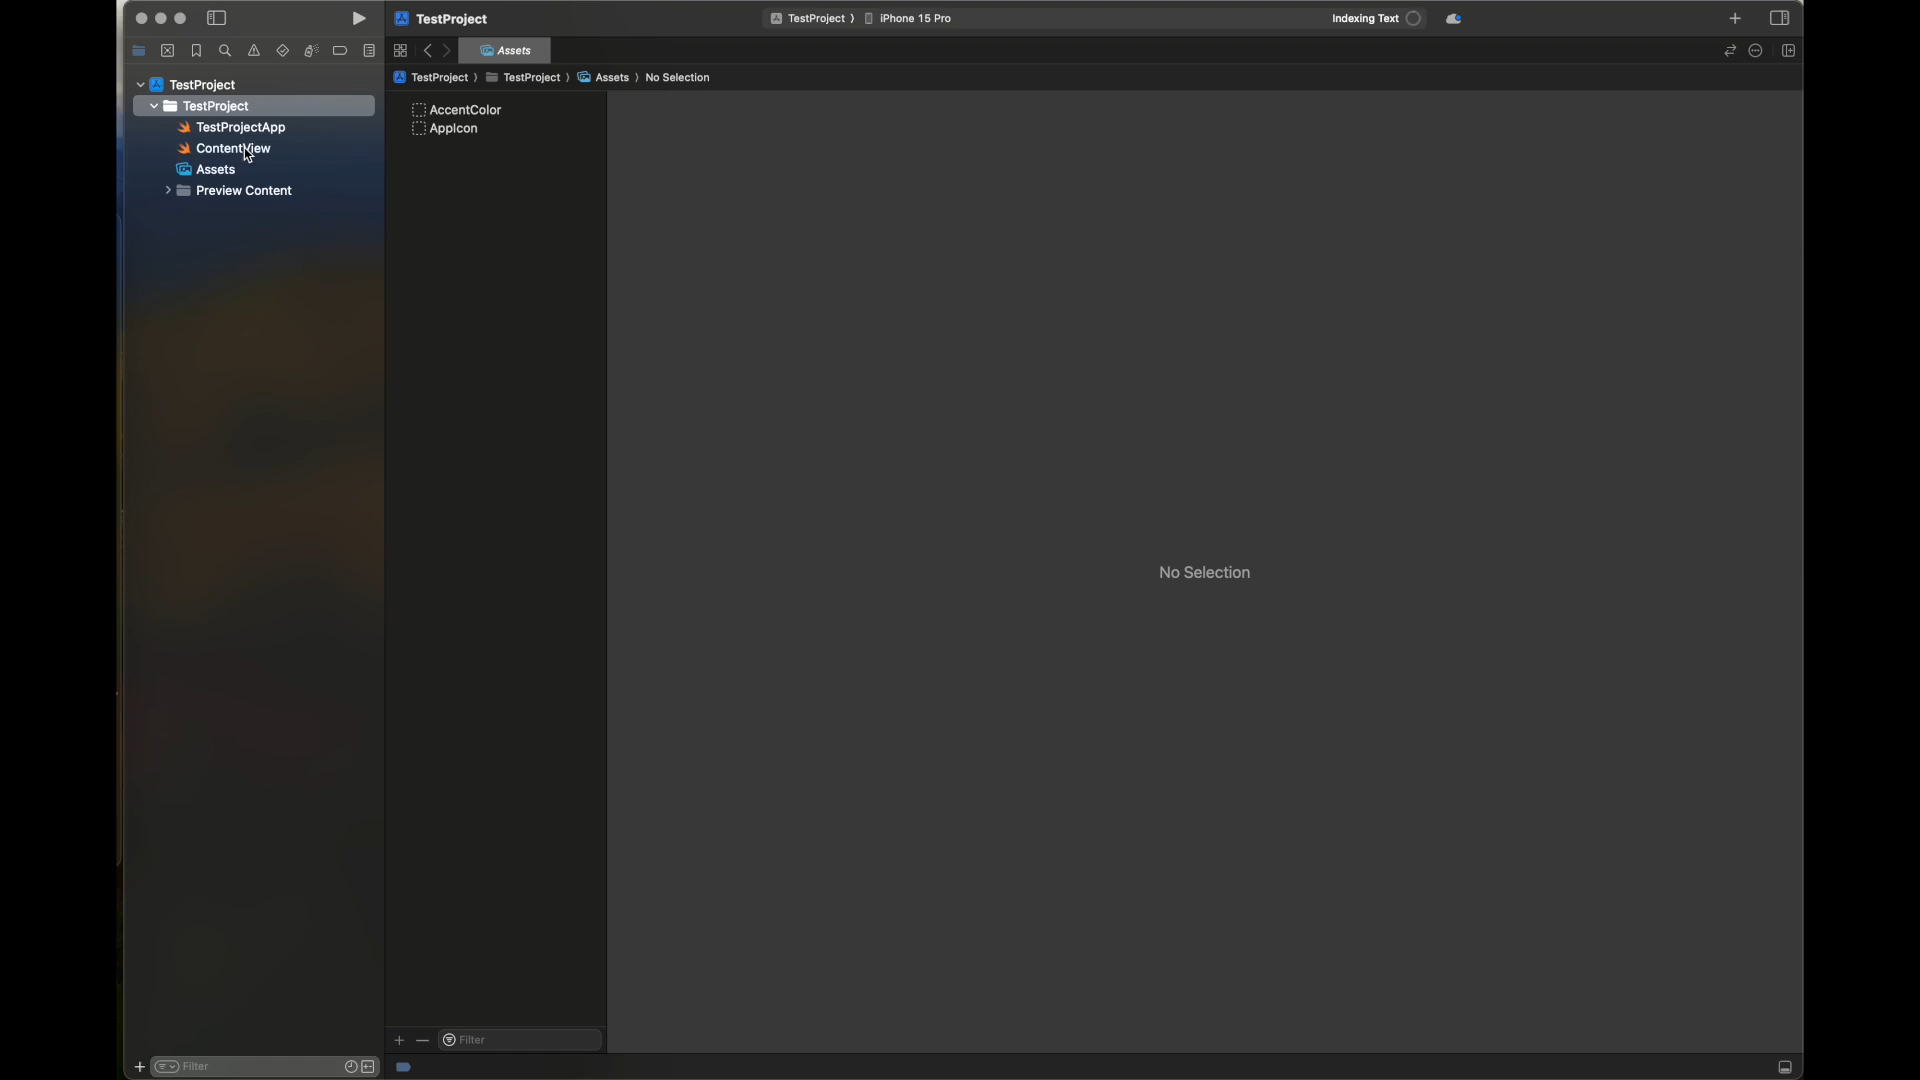 TestProject
TestProject 〉 iPhone 15 Pro
Indexing Text
Assets
TestProject 〉 TestProject 〉 Assets 〉 No Selection
TestProject
TestProject
TestProjectApp
ContentView
Assets
Preview Content
AccentColor
AppIcon
No Selection
Filter
Filter